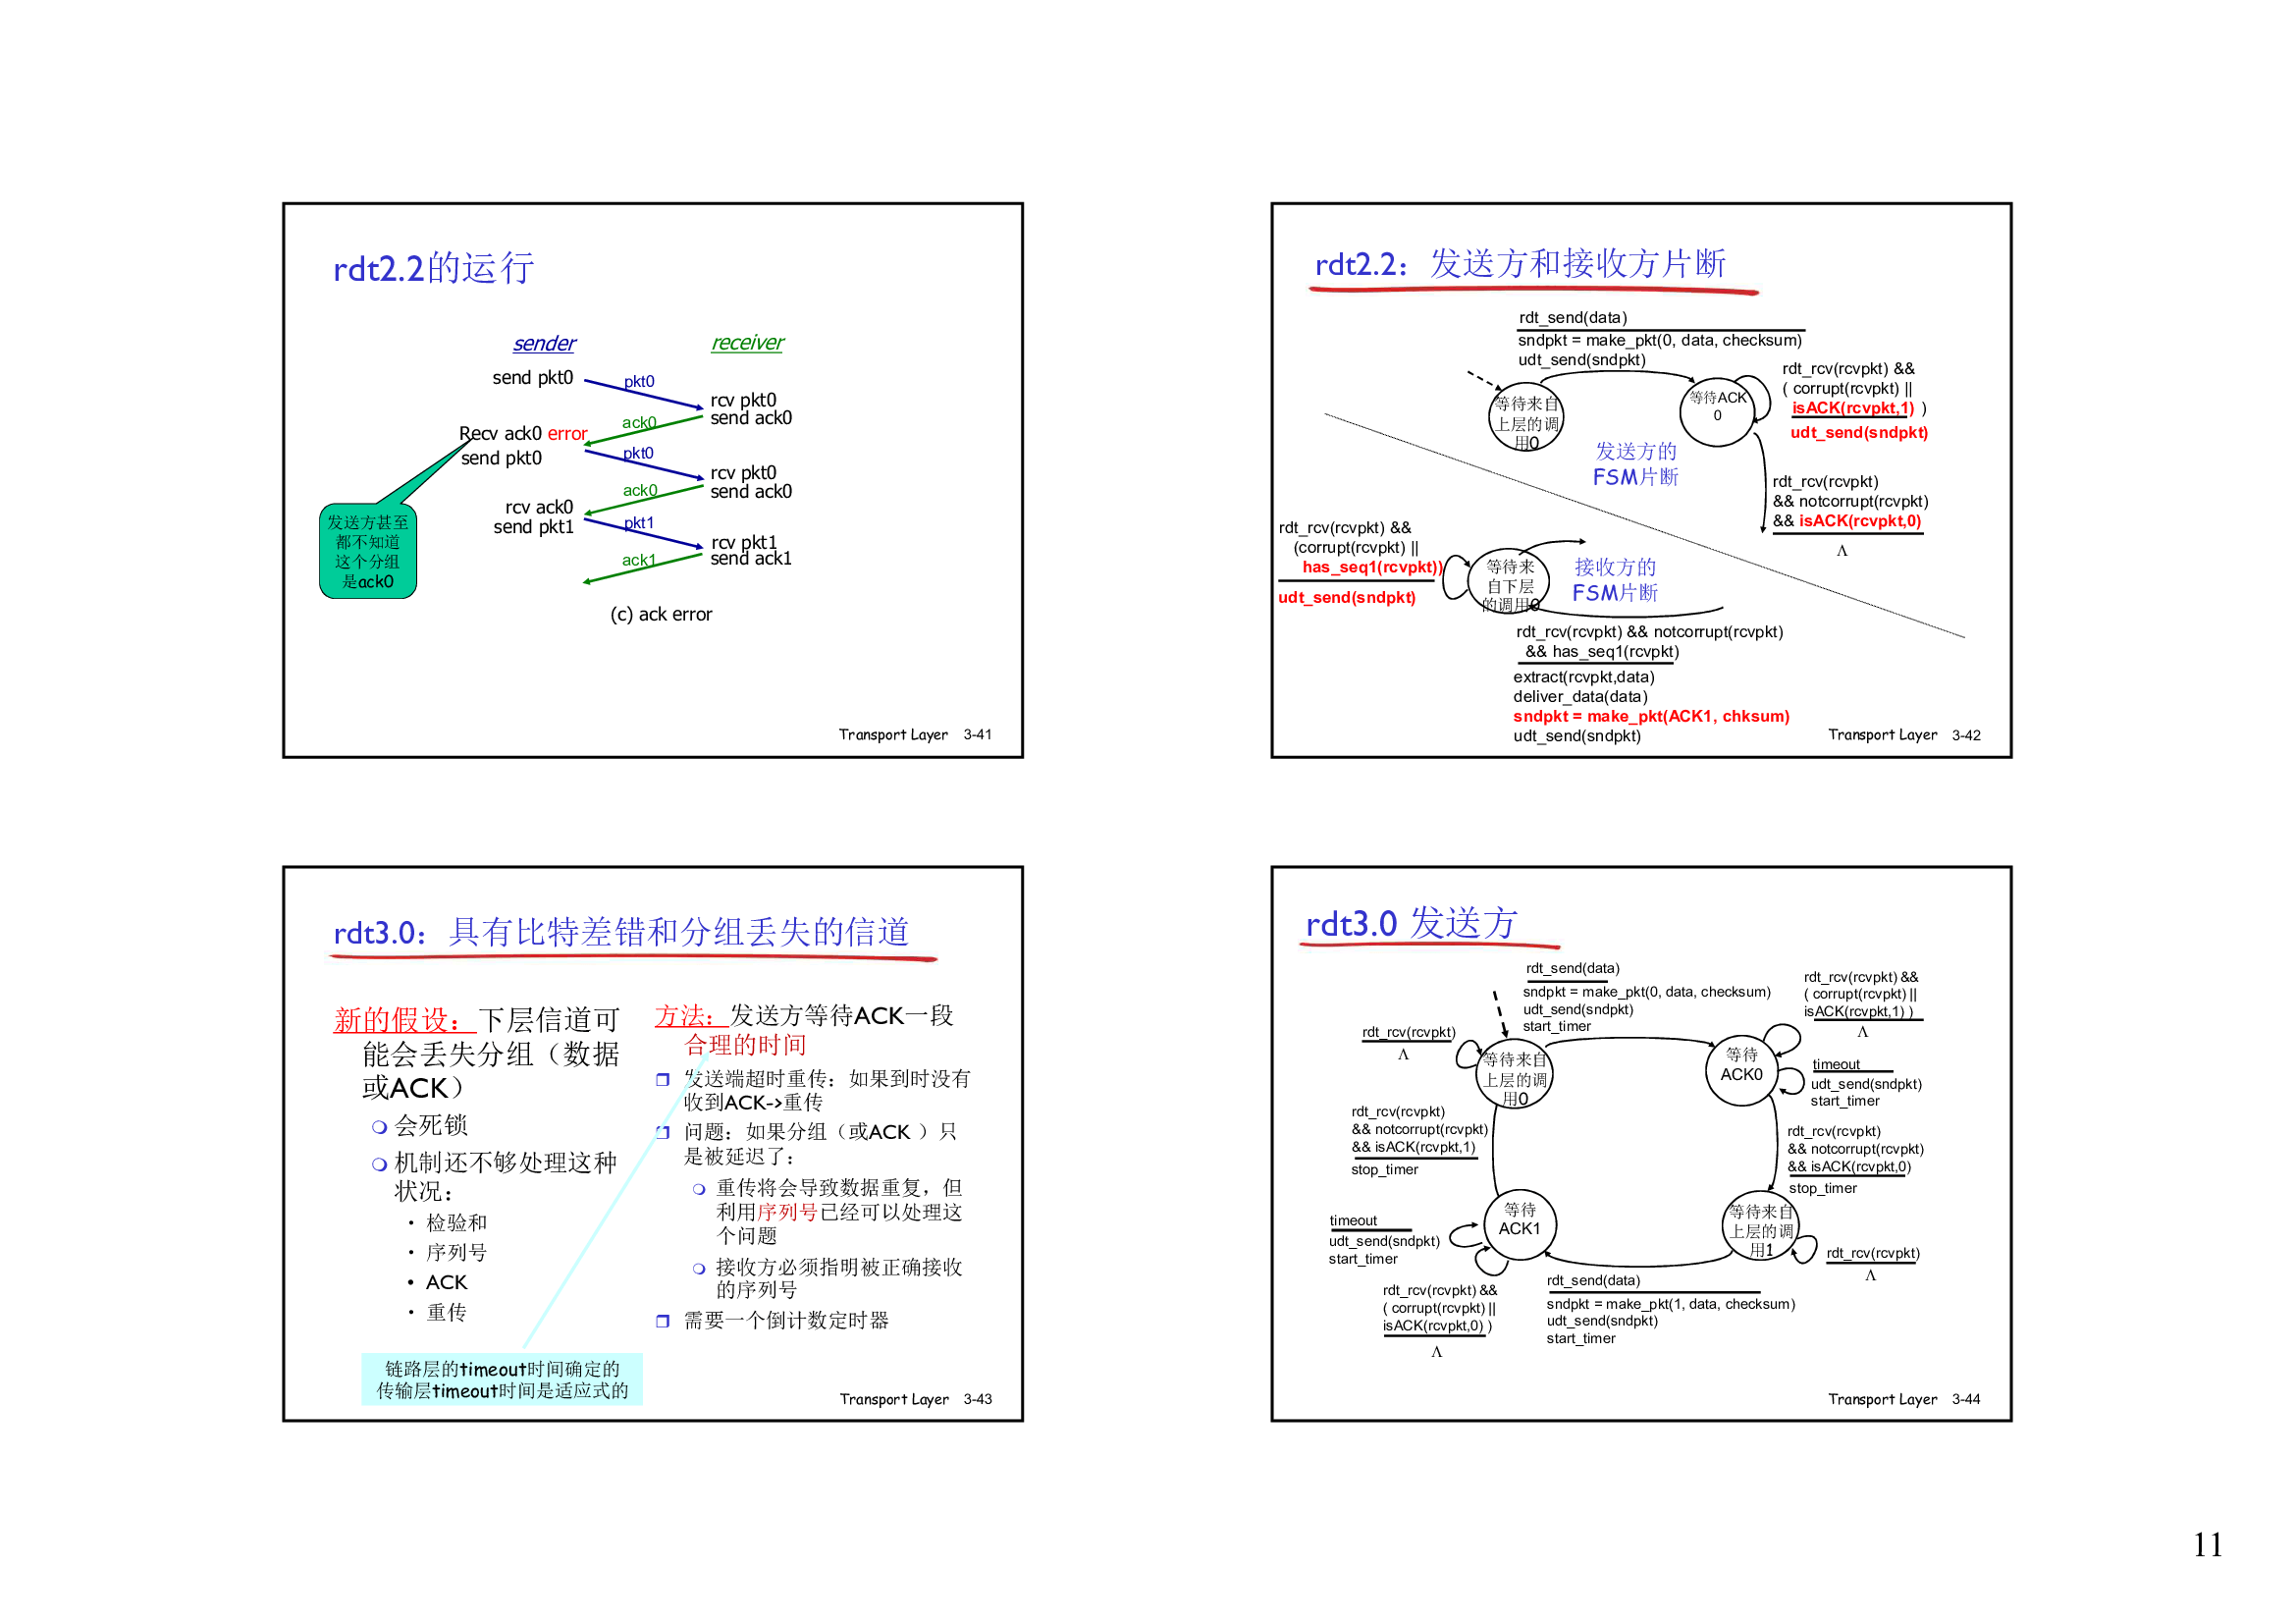 rdt2.2的运行
sender
receiver
send pkt0
pkt0
rcv pkt0
send ack0
ack0
Recv ack0 error
send pkt0
pkt0
rcv pkt0
send ack0
ack0
rcv ack0
send pkt1
pkt1
rcv pkt1
send ack1
ack1
发送方甚至
都不知道
这个分组
是ack0
(c) ack error
Transport Layer 3-41
rdt2.2：发送方和接收方片断
rdt_send(data)
sndpkt = make_pkt(0, data, checksum)
udt_send(sndpkt)
等待来自
上层的调
用0
等待ACK
0
rdt_rcv(rcvpkt) &&
( corrupt(rcvpkt) ||
isACK(rcvpkt,1) )
udt_send(sndpkt)
发送方的
FSM片断
rdt_rcv(rcvpkt)
&& notcorrupt(rcvpkt)
&& isACK(rcvpkt,0)
Λ
rdt_rcv(rcvpkt) &&
(corrupt(rcvpkt) ||
has_seq1(rcvpkt))
udt_send(sndpkt)
等待来
自下层
的调用0
接收方的
FSM片断
rdt_rcv(rcvpkt) && notcorrupt(rcvpkt)
&& has_seq1(rcvpkt)
extract(rcvpkt,data)
deliver_data(data)
sndpkt = make_pkt(ACK1, chksum)
udt_send(sndpkt)
Transport Layer 3-42
rdt3.0：具有比特差错和分组丢失的信道
新的假设：下层信道可
能会丢失分组（数据
或ACK）
会死锁
机制还不够处理这种
状况：
• 检验和
• 序列号
• ACK
• 重传
方法：发送方等待ACK一段
合理的时间
发送端超时重传：如果到时没有
收到ACK->重传
问题：如果分组（或ACK ）只
是被延迟了：
重传将会导致数据重复，但
利用序列号已经可以处理这
个问题
接收方必须指明被正确接收
的序列号
需要一个倒计数定时器
链路层的timeout时间确定的
传输层timeout时间是适应式的
Transport Layer 3-43
rdt3.0 发送方
rdt_send(data)
sndpkt = make_pkt(0, data, checksum)
udt_send(sndpkt)
start_timer
rdt_rcv(rcvpkt) &&
( corrupt(rcvpkt) ||
isACK(rcvpkt,1) )
Λ
rdt_rcv(rcvpkt)
Λ
等待来自
上层的调
用0
等待
ACK0
timeout
udt_send(sndpkt)
start_timer
rdt_rcv(rcvpkt)
&& notcorrupt(rcvpkt)
&& isACK(rcvpkt,1)
stop_timer
rdt_rcv(rcvpkt)
&& notcorrupt(rcvpkt)
&& isACK(rcvpkt,0)
stop_timer
等待
ACK1
等待来自
上层的调
用1
timeout
udt_send(sndpkt)
start_timer
rdt_rcv(rcvpkt)
Λ
rdt_rcv(rcvpkt) &&
( corrupt(rcvpkt) ||
isACK(rcvpkt,0) )
Λ
rdt_send(data)
sndpkt = make_pkt(1, data, checksum)
udt_send(sndpkt)
start_timer
Transport Layer 3-44
11